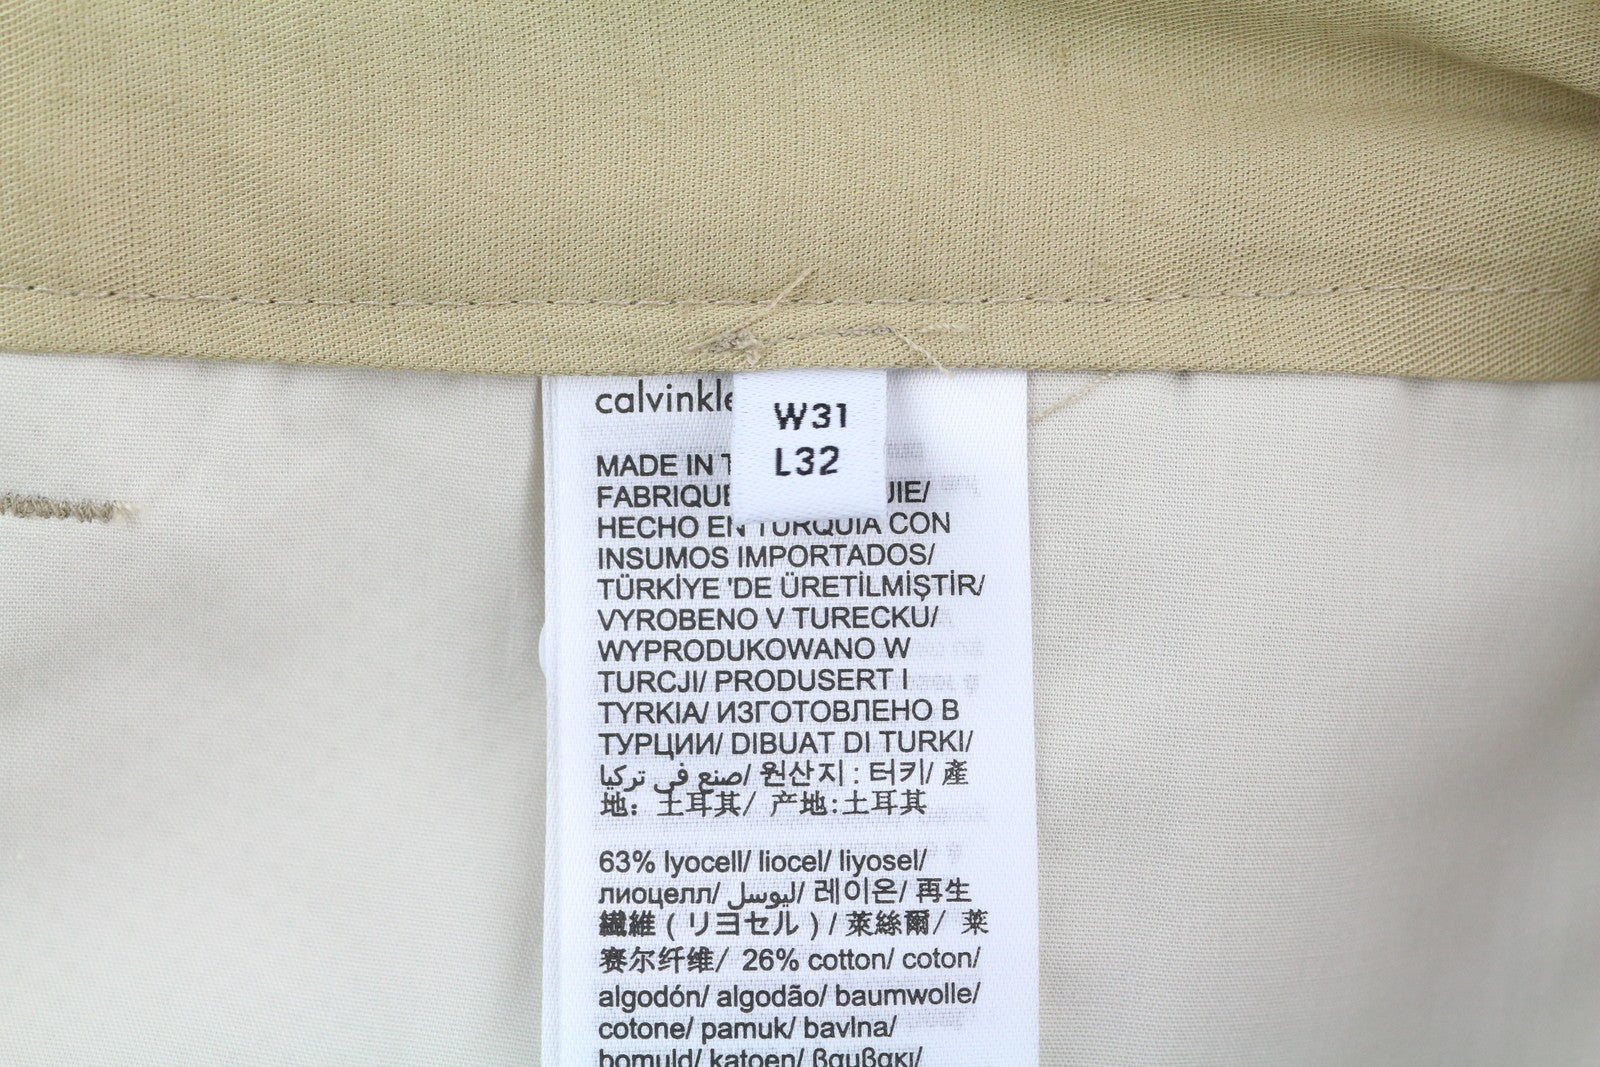 W31
L32
MADE IN
HECHO EN TURQUIA CON
INSUMOS IMPORTADOS/
TÜRKİYE 'DE ÜRETİLMİŞTİR/
VYROBENO V TURECKU/
WYPRODUKOWANO W
TURCJI/ PRODUSERT I
TYRKIA/ ИЗГОТОВЛЕНО В
ТУРЦИИ/ DIBUAT DI TURKI/
صنع في تركيا/ 원산지 : 터키/ 產
地: 土耳其/ 产地:土耳其
63% lyocell/ liocel/ liyosel/
лиоцелл/ ليوسل/ 레이온/ 再生
繊維 ( リヨセル ) / 萊絲爾/ 莱
赛尔纤维/ 26% cotton/ coton/
algodón/ algodão/ baumwolle/
cotone/ pamuk/ bavlna/
bomuld/ katoen/ βαμβακι/